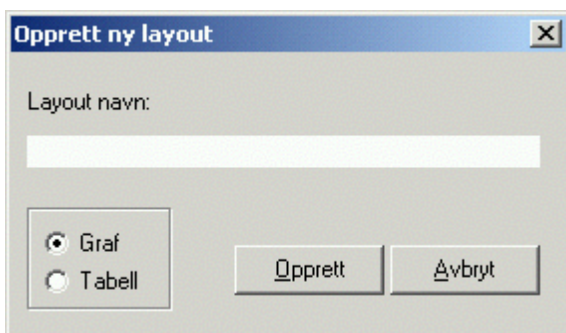 Opprett ny layout
Layout navn:
Graf
Tabell
Opprett
Avbryt